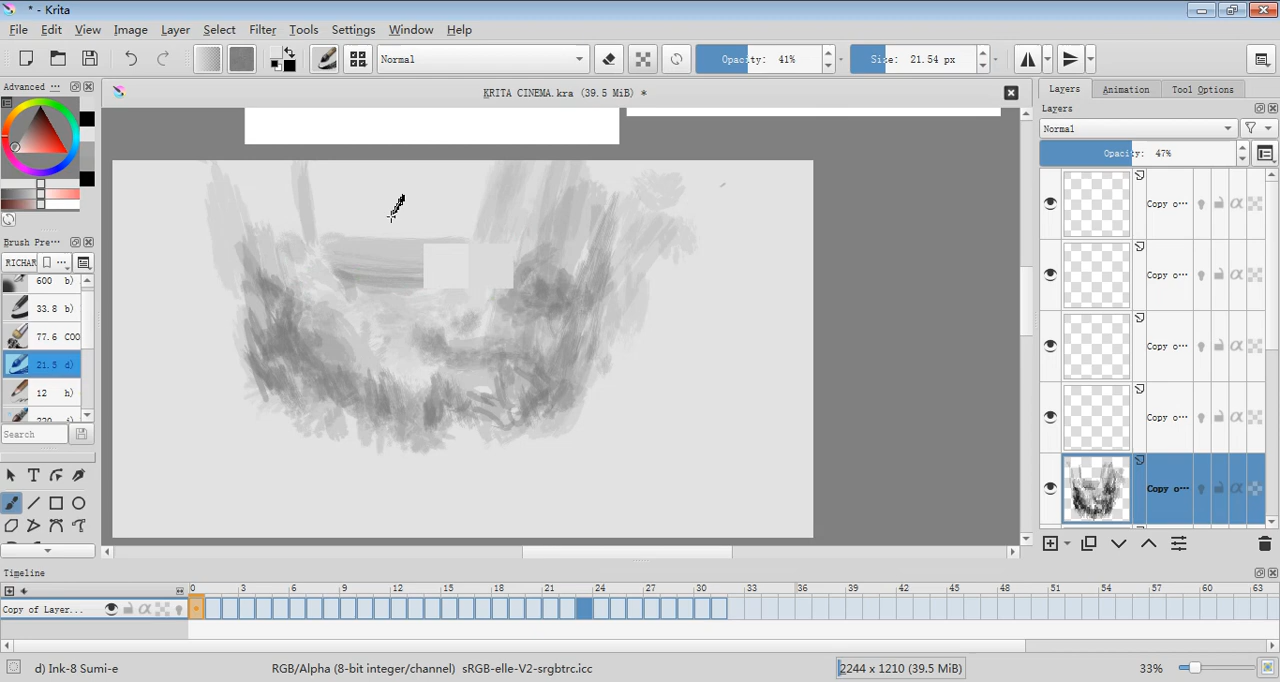 * - Krita
File Edit View Image Layer Select Filter Tools Settings Window Help
Normal
Opacity: 41%
Size: 21.54 px
Advanced ···
KRITA CINEMA.kra (39.5 MiB) *
Layers Animation Tool Options
Layers
Normal
Opacity: 47%
Copy o···
Copy o···
Copy o···
Copy o···
Copy o···
Brush Pre···
RICHAR
600 b)
33.8 b)
77.6 COO
21.5 d)
12 h)
Search
Timeline
0 3 6 9 12 15 18 21 24 27 30 33 36 39 42 45 48 51 54 57 60 63
Copy of Layer...
d) Ink-8 Sumi-e
RGB/Alpha (8-bit integer/channel) sRGB-elle-V2-srgbtrc.icc
2244 x 1210 (39.5 MiB)
33%